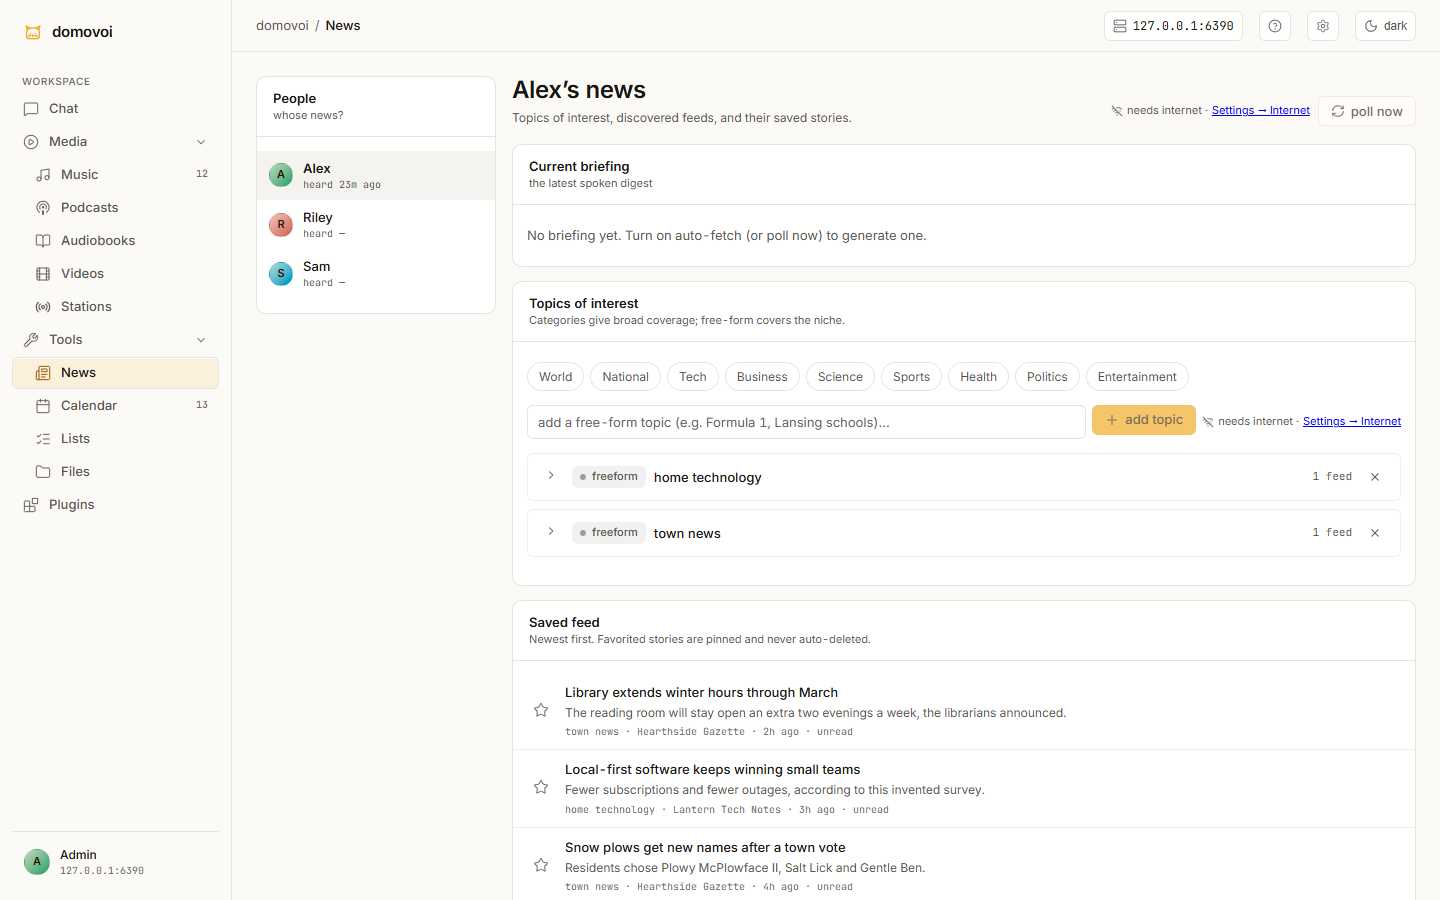 domovoi
WORKSPACE
Chat
Media
Music 12
Podcasts
Audiobooks
Videos
Stations
Tools
News
Calendar 13
Lists
Files
Plugins
A Admin
127.0.0.1:6390
domovoi / News
127.0.0.1:6390
dark
People
whose news?
A Alex
heard 23m ago
R Riley
heard —
S Sam
heard —
Alex’s news
Topics of interest, discovered feeds, and their saved stories.
needs internet · Settings → Internet
poll now
Current briefing
the latest spoken digest
No briefing yet. Turn on auto-fetch (or poll now) to generate one.
Topics of interest
Categories give broad coverage; free-form covers the niche.
World National Tech Business Science Sports Health Politics Entertainment
add a free-form topic (e.g. Formula 1, Lansing schools)...
+ add topic
needs internet · Settings → Internet
freeform home technology 1 feed ×
freeform town news 1 feed ×
Saved feed
Newest first. Favorited stories are pinned and never auto-deleted.
Library extends winter hours through March
The reading room will stay open an extra two evenings a week, the librarians announced.
town news · Hearthside Gazette · 2h ago · unread
Local-first software keeps winning small teams
Fewer subscriptions and fewer outages, according to this invented survey.
home technology · Lantern Tech Notes · 3h ago · unread
Snow plows get new names after a town vote
Residents chose Plowy McPlowface II, Salt Lick and Gentle Ben.
town news · Hearthside Gazette · 4h ago · unread